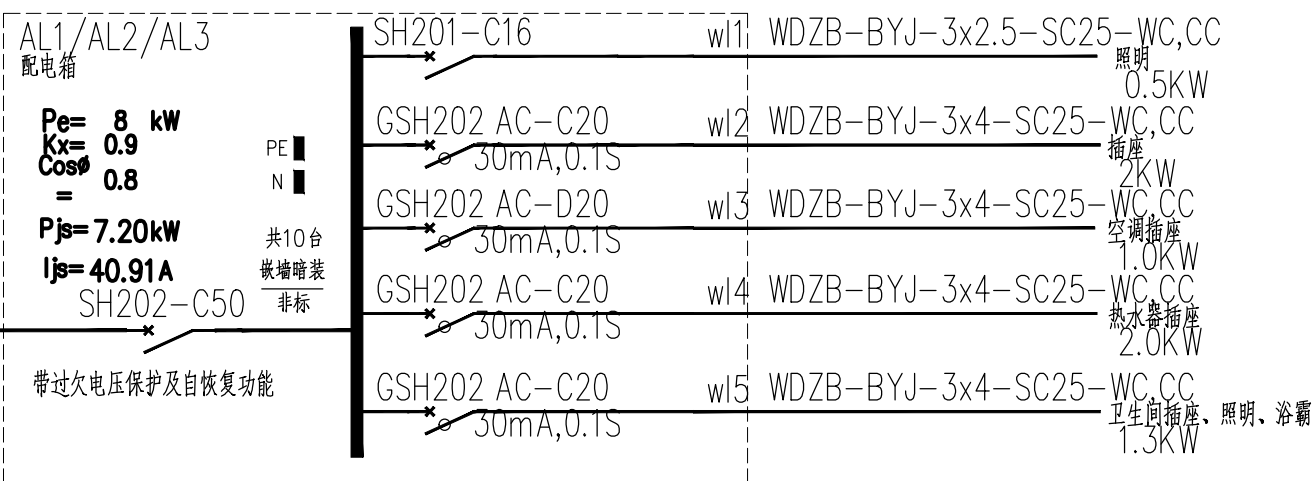 AL1/AL2/AL3
配电箱
Pe= 8 kW
Kx= 0.9
Cosø = 0.8
Pjs= 7.20kW
Ijs= 40.91A
PE
N
共10台
嵌墙暗装
非标
SH202-C50
带过欠电压保护及自恢复功能
SH201-C16 wl1 WDZB-BYJ-3x2.5-SC25-WC,CC
照明
0.5KW
GSH202 AC-C20 wl2 WDZB-BYJ-3x4-SC25-WC,CC
30mA,0.1S
插座
2KW
GSH202 AC-D20 wl3 WDZB-BYJ-3x4-SC25-WC,CC
30mA,0.1S
空调插座
1.0KW
GSH202 AC-C20 wl4 WDZB-BYJ-3x4-SC25-WC,CC
30mA,0.1S
热水器插座
2.0KW
GSH202 AC-C20 wl5 WDZB-BYJ-3x4-SC25-WC,CC
30mA,0.1S
卫生间插座、照明、浴霸
1.3KW